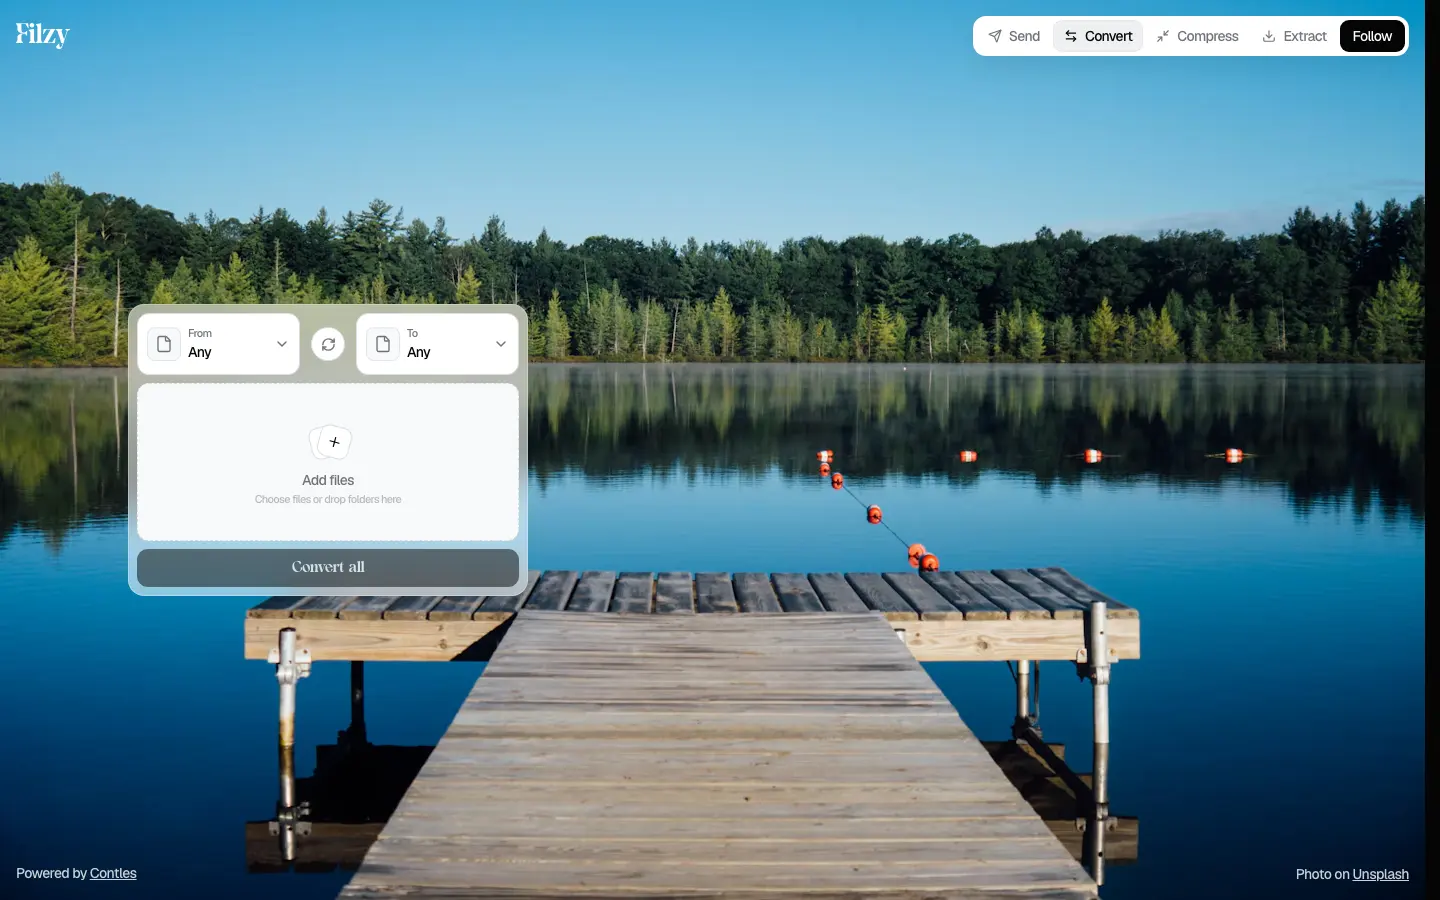 Filzy
Send
Convert
Compress
Extract
Follow
From
Any
To
Any
Add files
Choose files or drop folders here
Convert all
Powered by Contles
Photo on Unsplash